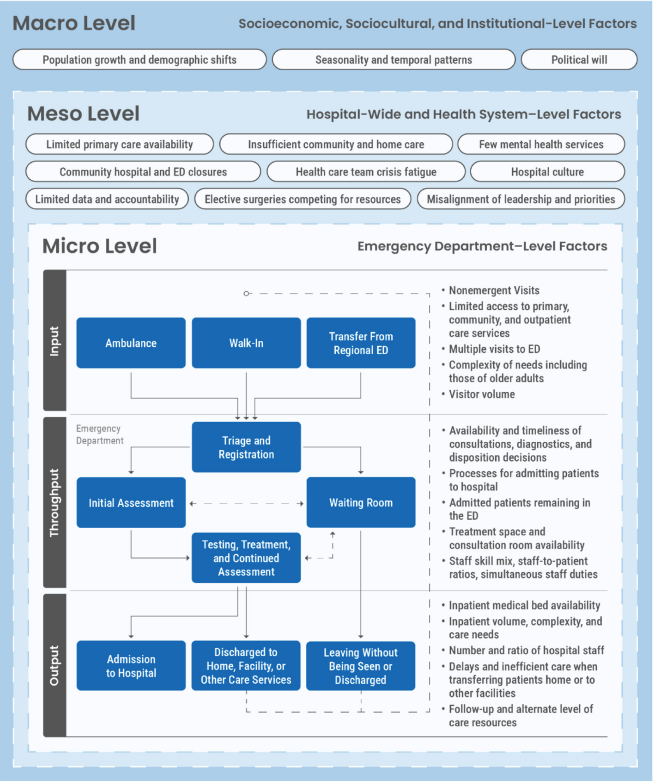 Macro Level
Socioeconomic, Sociocultural, and Institutional-Level Factors
Population growth and demographic shifts
Seasonality and temporal patterns
Political will
Meso Level
Hospital-Wide and Health System–Level Factors
Limited primary care availability
Insufficient community and home care
Few mental health services
Community hospital and ED closures
Health care team crisis fatigue
Hospital culture
Limited data and accountability
Elective surgeries competing for resources
Misalignment of leadership and priorities
Micro Level
Emergency Department–Level Factors
Input
Ambulance
Walk-In
Transfer From
Regional ED
• Nonemergent Visits
• Limited access to primary,
community, and outpatient
care services
• Multiple visits to ED
• Complexity of needs including
those of older adults
• Visitor volume
Throughput
Emergency
Department
Triage and
Registration
Initial Assessment
Waiting Room
Testing, Treatment,
and Continued
Assessment
• Availability and timeliness of
consultations, diagnostics, and
disposition decisions
• Processes for admitting patients
to hospital
• Admitted patients remaining in
the ED
• Treatment space and
consultation room availability
• Staff skill mix, staff-to-patient
ratios, simultaneous staff duties
Output
Admission
to Hospital
Discharged to
Home, Facility, or
Other Care Services
Leaving Without
Being Seen or
Discharged
• Inpatient medical bed availability
• Inpatient volume, complexity, and
care needs
• Number and ratio of hospital staff
• Delays and inefficient care when
transferring patients home or to
other facilities
• Follow-up and alternate level of
care resources